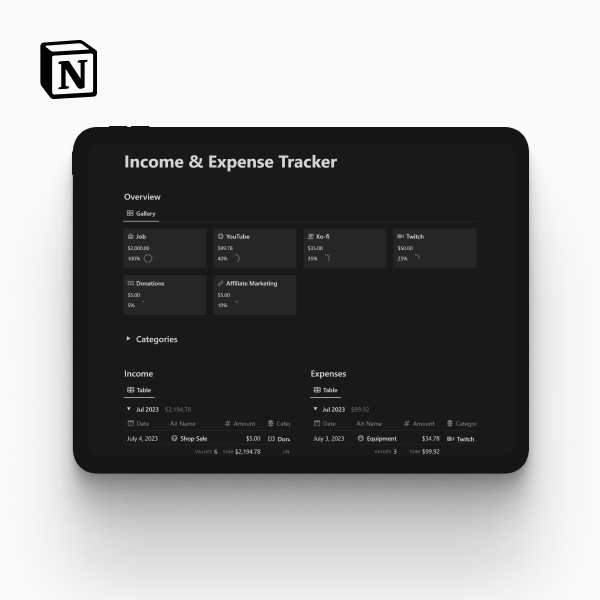 N
Income & Expense Tracker
Overview
Gallery
Job YouTube Ko-fi Twitch
$2,000.00 $99.78 $35.00 $50.00
100% 40% 35% 25%
Donations Affiliate Marketing
$5.00 $5.00
5% 10%
Categories
Income Expenses
Table Table
Jul 2023 $2,194.78 Jul 2023 $99.92
Date Aa Name # Amount Categ Date Aa Name # Amount Categor
July 4, 2023 Shop Sale $5.00 Don July 3, 2023 Equipment $34.78 Twitch
VALUES 6 SUM $2,194.78 UN VALUES 3 SUM $99.92